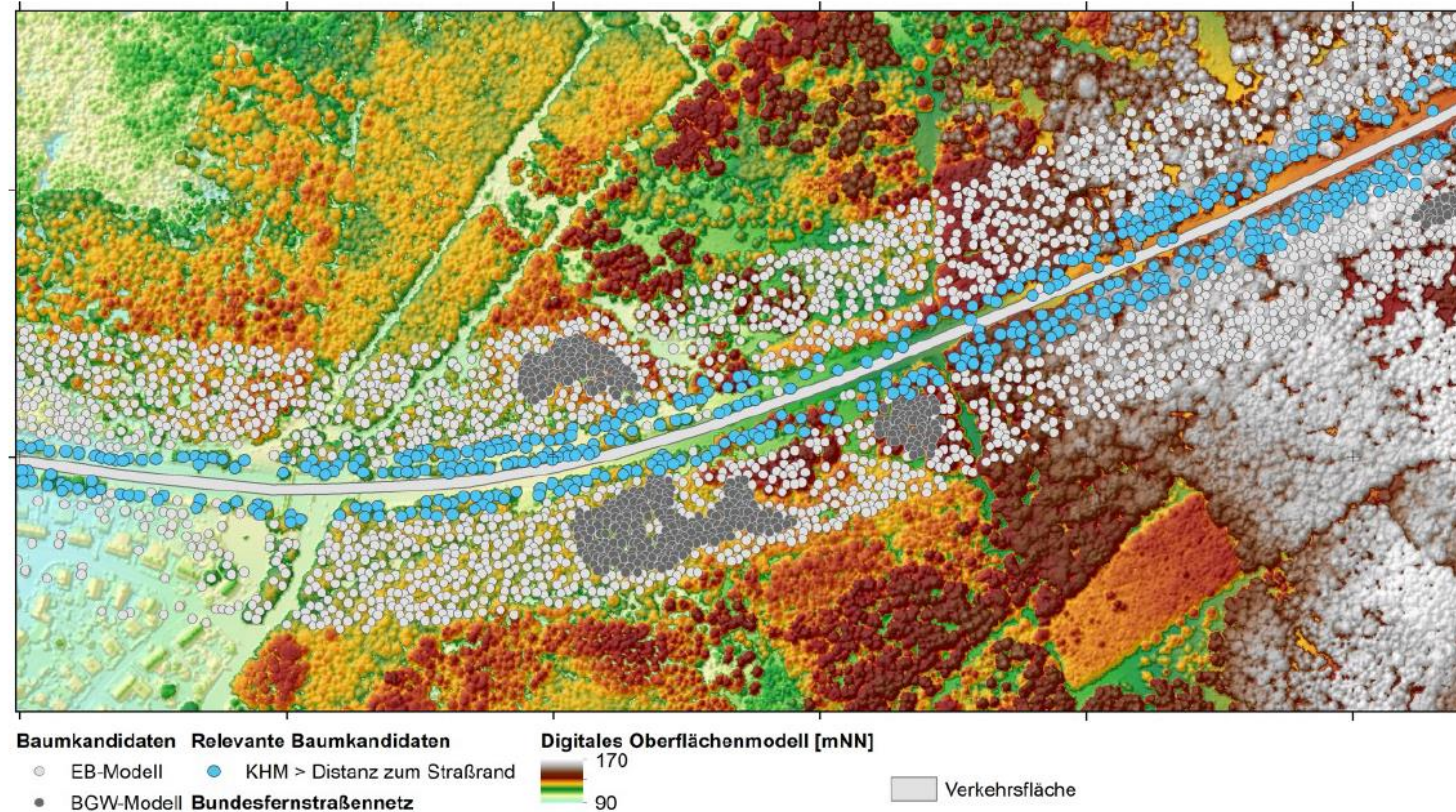 Baumkandidaten Relevante Baumkandidaten Digitales Oberflächenmodell [mNN]
EB-Modell KHM > Distanz zum Straßrand 170
BGW-Modell Bundesfernstraßennetz 90 Verkehrsfläche